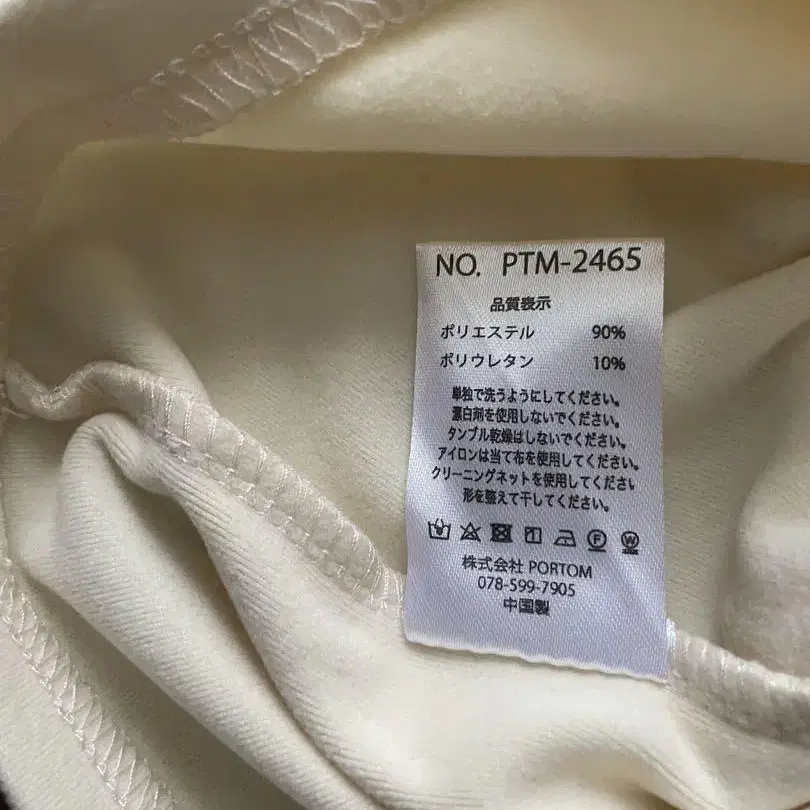 NO. PTM-2465
品質表示
ポリエステル 90%
ポリウレタン 10%
単独で洗うようにしてください。
漂白剤を使用しないでください。
タンブル乾燥はしないでください。
アイロンは当て布を使用してください。
クリーニングネットを使用してください
形を整えて干してください。
株式会社 PORTOM
078-599-7905
中国製